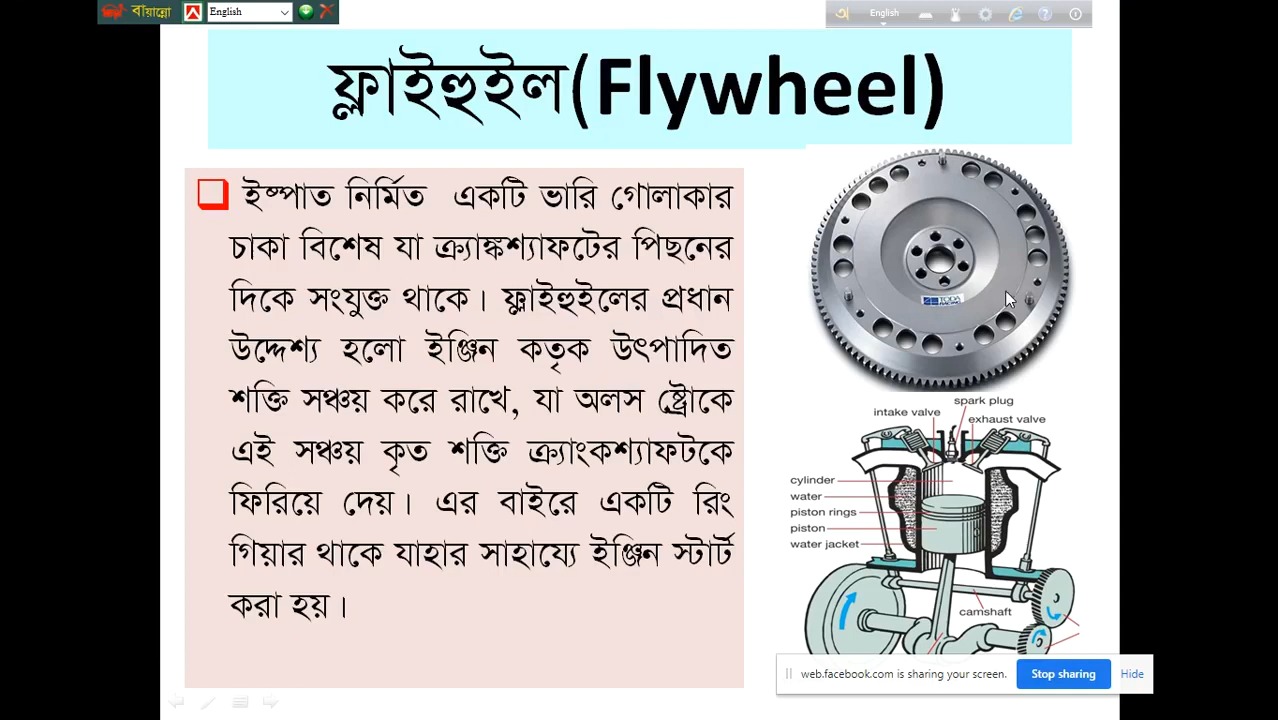 বায়ান্নো
English
English
ফ্লাইহুইল(Flywheel)
ইষ্পাত নির্মিত একটি ভারি গোলাকার
চাকা বিশেষ যা ক্র্যাঙ্কশ্যাফটের পিছনের
দিকে সংযুক্ত থাকে। ফ্লাইহুইলের প্রধান
উদ্দেশ্য হলো ইঞ্জিন কতৃক উৎপাদিত
শক্তি সঞ্চয় করে রাখে, যা অলস ষ্ট্রোকে
এই সঞ্চয় কৃত শক্তি ক্র্যাংকশ্যাফটকে
ফিরিয়ে দেয়। এর বাইরে একটি রিং
গিয়ার থাকে যাহার সাহায্যে ইঞ্জিন স্টার্ট
করা হয়।
TODA
RACING
spark plug
intake valve
exhaust valve
cylinder
water
piston rings
piston
water jacket
camshaft
web.facebook.com is sharing your screen.
Stop sharing
Hide